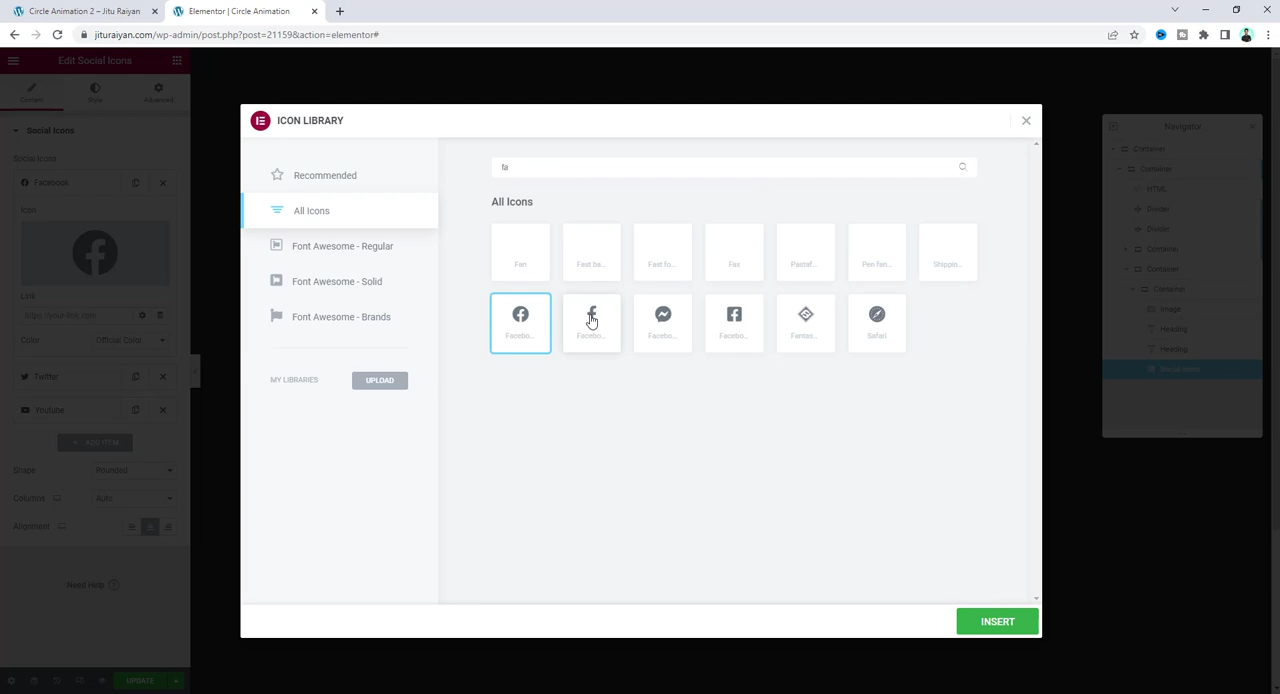 Circle Animation 2 – Jitu Raiyan
Elementor | Circle Animation
jituraiyan.com/wp-admin/post.php?post=21159&action=elementor#
Edit Social Icons
Content
Style
Advanced
Social Icons
Social Icons
Facebook
Icon
Link
https://your-link.com
Color
Official Color
Twitter
Youtube
+ ADD ITEM
Shape
Rounded
Columns
Auto
Alignment
Need Help
UPDATE
ICON LIBRARY
Recommended
All Icons
Font Awesome - Regular
Font Awesome - Solid
Font Awesome - Brands
MY LIBRARIES
UPLOAD
fa
All Icons
Fan
Fast ba...
Fast fo...
Fax
Pastaf...
Pen fan...
Shippin...
Facebo...
Facebo...
Facebo...
Facebo...
Fantas...
Safari
INSERT
Navigator
Container
Container
HTML
Divider
Divider
Container
Container
Container
Image
Heading
Heading
Social Icons